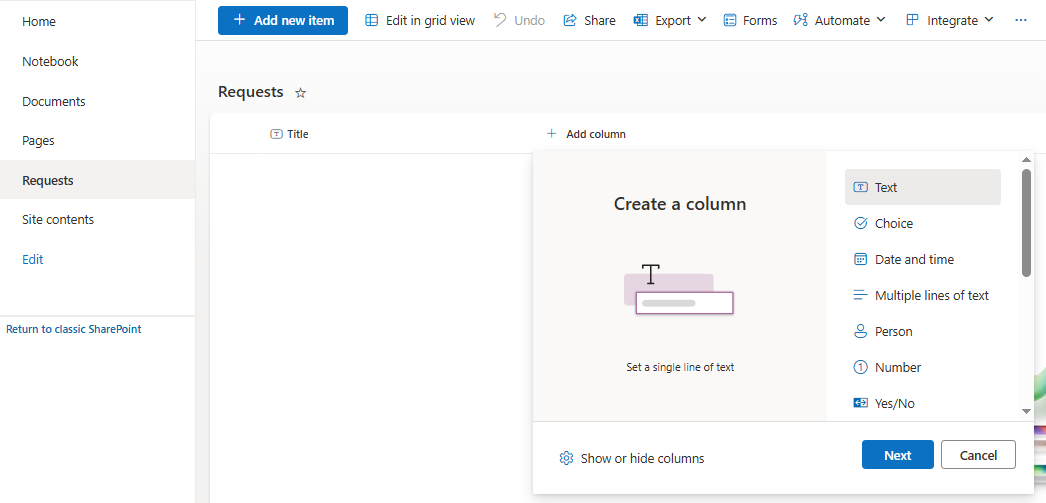 Home
Notebook
Documents
Pages
Requests
Site contents
Edit
Return to classic SharePoint
+ Add new item Edit in grid view Undo Share Export Forms Automate Integrate ...
Requests
Title + Add column
Create a column
T
Set a single line of text
Text
Choice
Date and time
Multiple lines of text
Person
Number
Yes/No
Show or hide columns Next Cancel